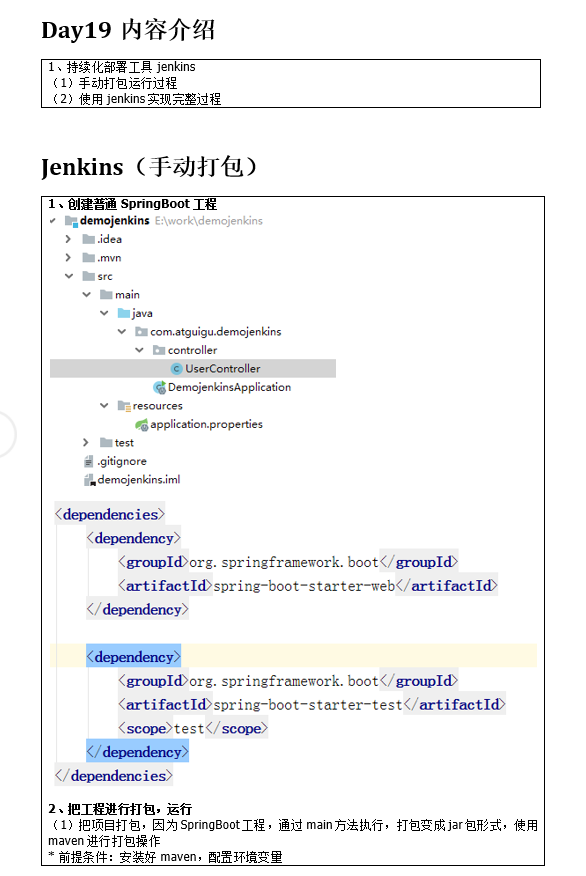 Day19 内容介绍
1、持续化部署工具 jenkins
（1）手动打包运行过程
（2）使用 jenkins 实现完整过程
Jenkins（手动打包）
1、创建普通 SpringBoot 工程
demojenkins E:\work\demojenkins
.idea
.mvn
src
main
java
com.atguigu.demojenkins
controller
UserController
DemojenkinsApplication
resources
application.properties
test
.gitignore
demojenkins.iml
<dependencies>
<dependency>
<groupId>org.springframework.boot</groupId>
<artifactId>spring-boot-starter-web</artifactId>
</dependency>
<dependency>
<groupId>org.springframework.boot</groupId>
<artifactId>spring-boot-starter-test</artifactId>
<scope>test</scope>
</dependency>
</dependencies>
2、把工程进行打包，运行
（1）把项目打包，因为 SpringBoot 工程，通过 main 方法执行，打包变成 jar 包形式，使用
maven 进行打包操作
* 前提条件：安装好 maven，配置环境变量